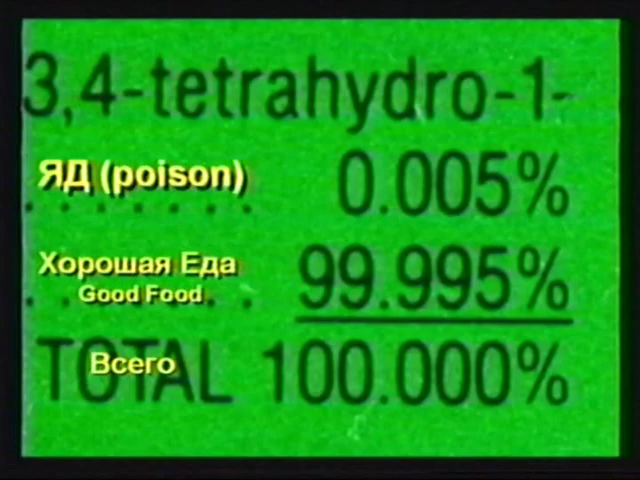 3,4-tetrahydro-1-
ЯД (poison) 0.005%
Хорошая Еда 99.995%
Good Food
TOTAL 100.000%
Всего